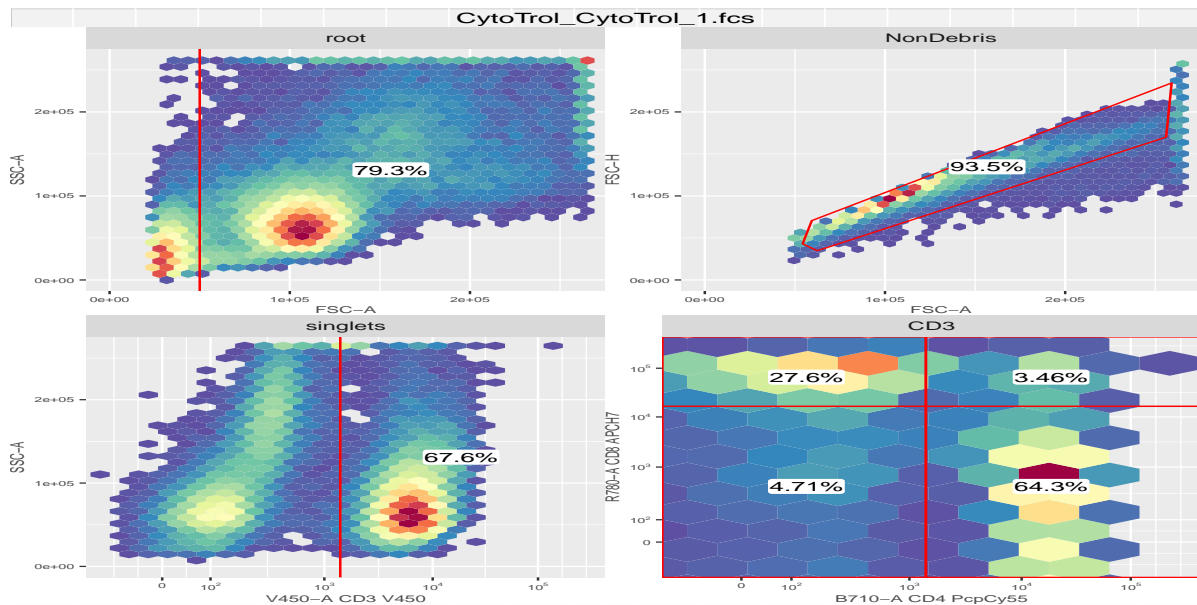 CytoTrol_CytoTrol_1.fcs
root
NonDebris
2e+05
1e+05
0e+00
SSC-A
79.3%
0e+00
1e+05
2e+05
FSC-A
2e+05
1e+05
0e+00
FSC-H
93.5%
0e+00
1e+05
2e+05
FSC-A
singlets
CD3
2e+05
1e+05
0e+00
SSC-A
67.6%
0
10²
10³
10⁴
10⁵
V450-A CD3 V450
10⁵
10⁴
10³
10²
0
R780-A CD8 APCH7
27.6%
3.46%
4.71%
64.3%
0
10²
10³
10⁴
10⁵
B710-A CD4 PcpCy55